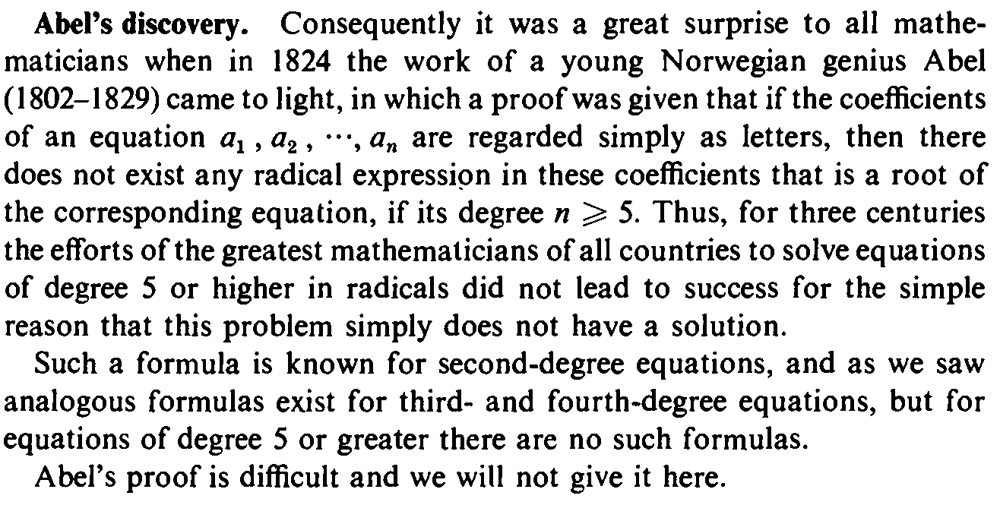 Abel's discovery. Consequently it was a great surprise to all mathe-
maticians when in 1824 the work of a young Norwegian genius Abel
(1802–1829) came to light, in which a proof was given that if the coefficients
of an equation a₁ , a₂ , ···, aₙ are regarded simply as letters, then there
does not exist any radical expression in these coefficients that is a root of
the corresponding equation, if its degree n ⩾ 5. Thus, for three centuries
the efforts of the greatest mathematicians of all countries to solve equations
of degree 5 or higher in radicals did not lead to success for the simple
reason that this problem simply does not have a solution.
Such a formula is known for second-degree equations, and as we saw
analogous formulas exist for third- and fourth-degree equations, but for
equations of degree 5 or greater there are no such formulas.
Abel's proof is difficult and we will not give it here.